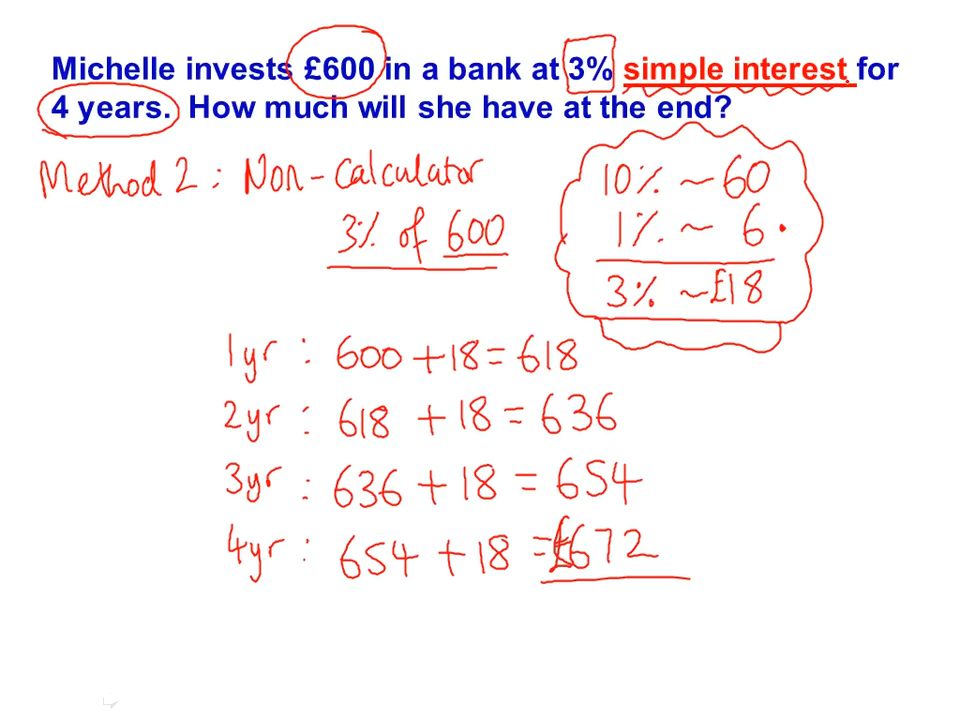 Michelle invests £600 in a bank at 3% simple interest for
4 years. How much will she have at the end?
Method 2 : Non-Calculator
3% of 600
10% ~ 60
1% ~ 6
3% ~ £18
1yr : 600 + 18 = 618
2yr : 618 + 18 = 636
3yr : 636 + 18 = 654
4yr : 654 + 18 = £672